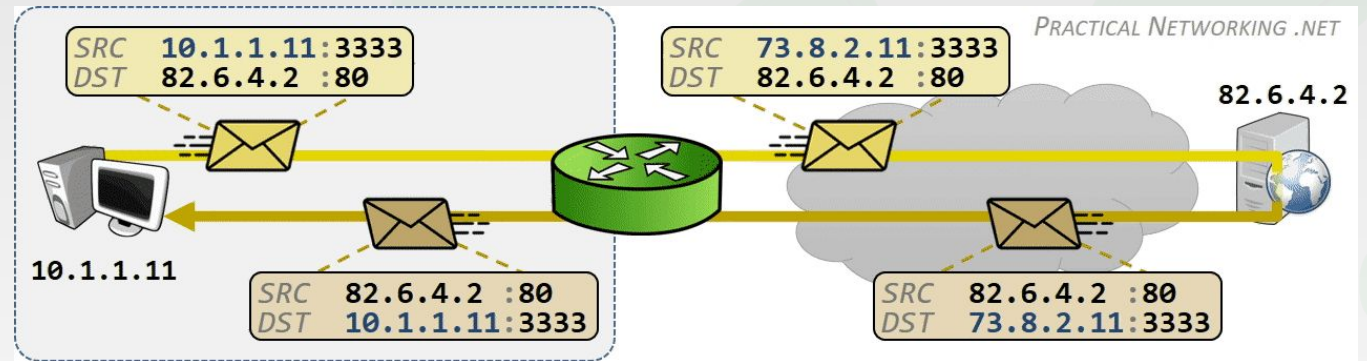 PRACTICAL NETWORKING .NET
SRC 10.1.1.11:3333
DST 82.6.4.2 :80
SRC 73.8.2.11:3333
DST 82.6.4.2 :80
82.6.4.2
10.1.1.11
SRC 82.6.4.2 :80
DST 10.1.1.11:3333
SRC 82.6.4.2 :80
DST 73.8.2.11:3333